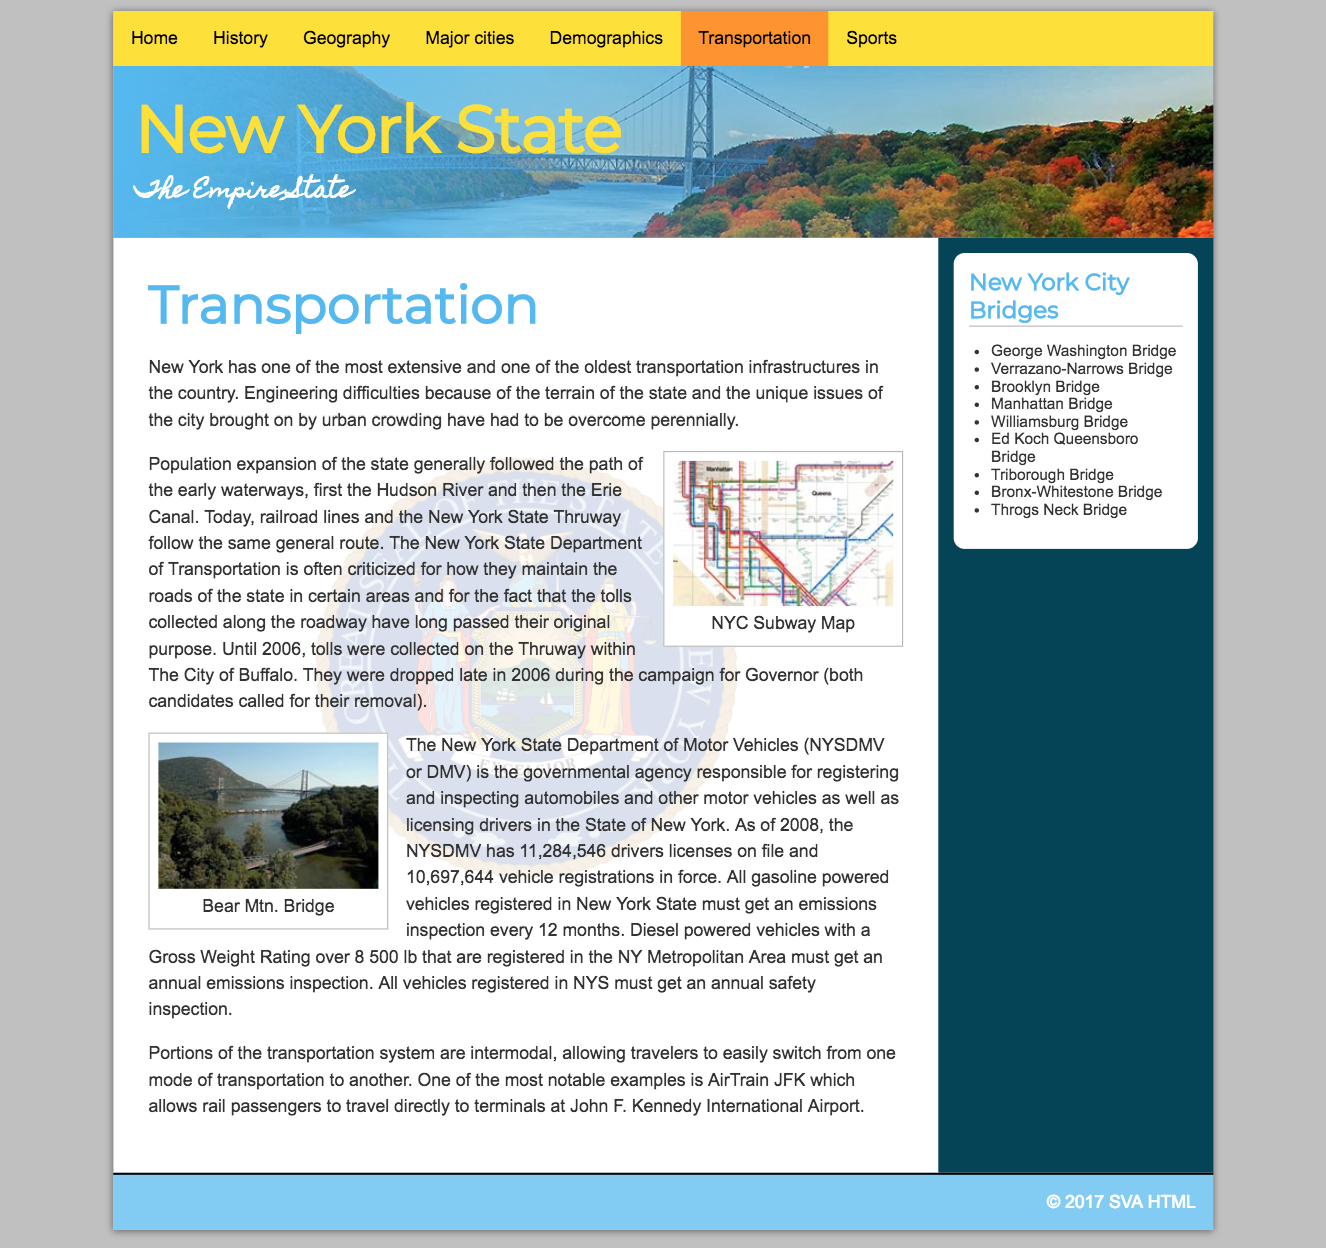 Home History Geography Major cities Demographics Transportation Sports
New York State
The Empire State
Transportation
New York has one of the most extensive and one of the oldest transportation infrastructures in
the country. Engineering difficulties because of the terrain of the state and the unique issues of
the city brought on by urban crowding have had to be overcome perennially.
Population expansion of the state generally followed the path of
the early waterways, first the Hudson River and then the Erie
Canal. Today, railroad lines and the New York State Thruway
follow the same general route. The New York State Department
of Transportation is often criticized for how they maintain the
roads of the state in certain areas and for the fact that the tolls
collected along the roadway have long passed their original
purpose. Until 2006, tolls were collected on the Thruway within
The City of Buffalo. They were dropped late in 2006 during the campaign for Governor (both
candidates called for their removal).
Manhattan
Queens
NYC Subway Map
Bear Mtn. Bridge
The New York State Department of Motor Vehicles (NYSDMV
or DMV) is the governmental agency responsible for registering
and inspecting automobiles and other motor vehicles as well as
licensing drivers in the State of New York. As of 2008, the
NYSDMV has 11,284,546 drivers licenses on file and
10,697,644 vehicle registrations in force. All gasoline powered
vehicles registered in New York State must get an emissions
inspection every 12 months. Diesel powered vehicles with a
Gross Weight Rating over 8 500 lb that are registered in the NY Metropolitan Area must get an
annual emissions inspection. All vehicles registered in NYS must get an annual safety
inspection.
Portions of the transportation system are intermodal, allowing travelers to easily switch from one
mode of transportation to another. One of the most notable examples is AirTrain JFK which
allows rail passengers to travel directly to terminals at John F. Kennedy International Airport.
EXCELSIOR
New York City
Bridges
George Washington Bridge
Verrazano-Narrows Bridge
Brooklyn Bridge
Manhattan Bridge
Williamsburg Bridge
Ed Koch Queensboro
Bridge
Triborough Bridge
Bronx-Whitestone Bridge
Throgs Neck Bridge
© 2017 SVA HTML